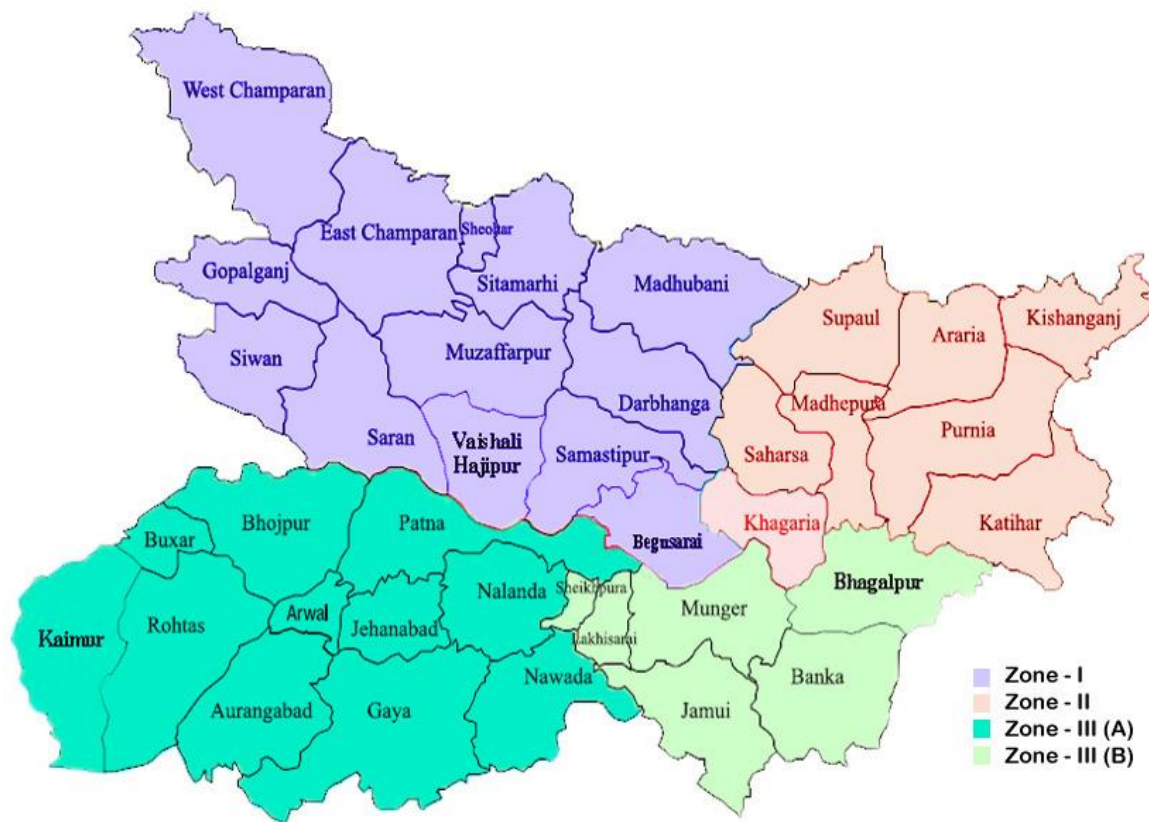 West Champaran
East Champaran
Sheohar
Gopalganj
Sitamarhi
Madhubani
Siwan
Muzaffarpur
Supaul
Araria
Kishanganj
Darbhanga
Madhepura
Saran
Vaishali
Hajipur
Samastipur
Saharsa
Purnia
Begusarai
Khagaria
Katihar
Bhojpur
Patna
Buxar
Nalanda
Sheikhpura
Munger
Bhagalpur
Kaimur
Rohtas
Arwal
Jehanabad
Lakhisarai
Aurangabad
Gaya
Nawada
Jamui
Banka
Zone - I
Zone - II
Zone - III (A)
Zone - III (B)